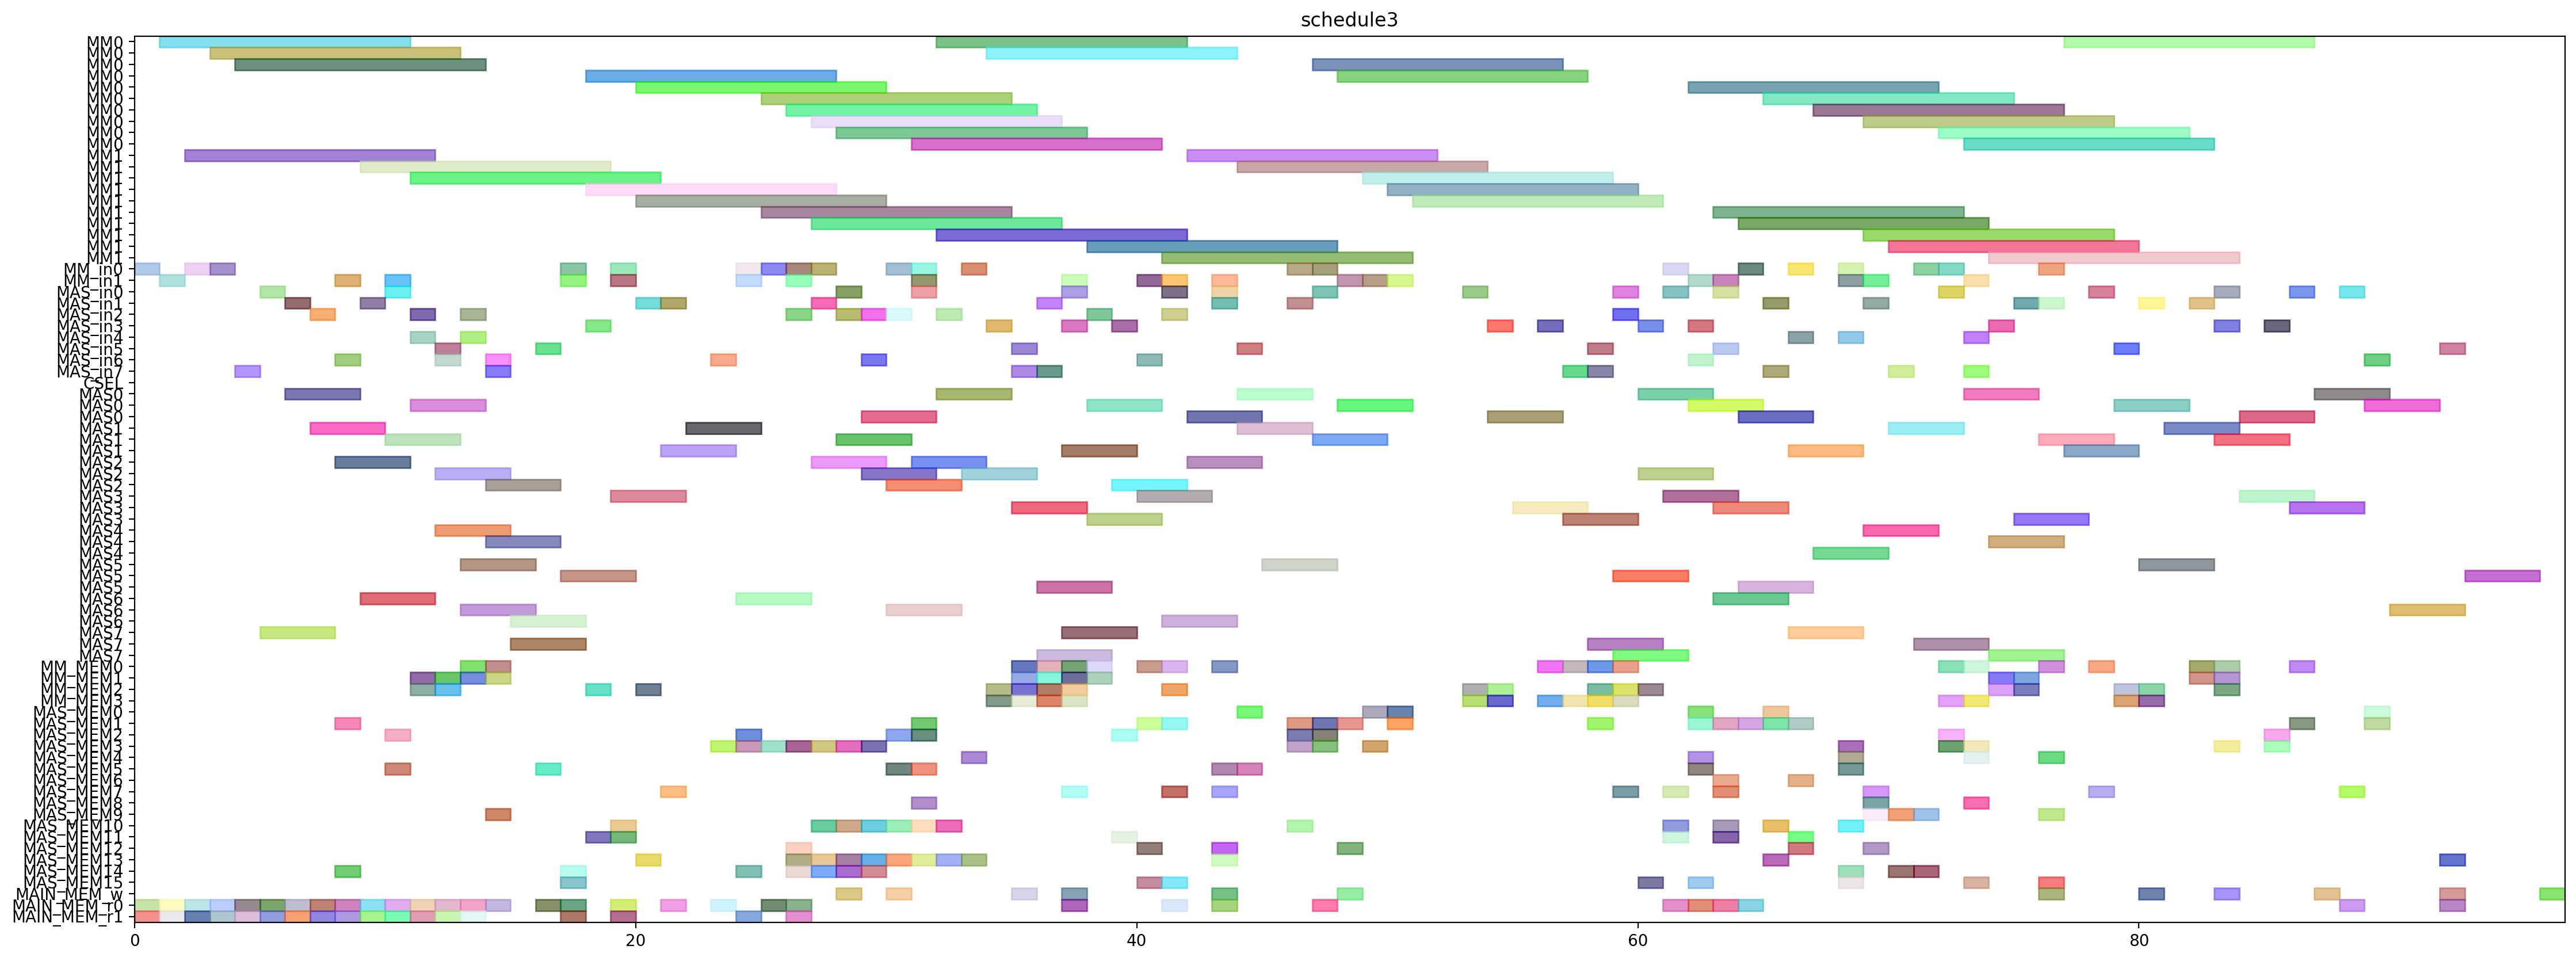 schedule3
MM0
MM0
MM0
MM0
MM0
MM0
MM0
MM0
MM0
MM0
MM1
MM1
MM1
MM1
MM1
MM1
MM1
MM1
MM1
MM1
MM_in0
MM_in1
MAS_in0
MAS_in1
MAS_in2
MAS_in3
MAS_in4
MAS_in5
MAS_in6
MAS_in7
CSEL
MAS0
MAS0
MAS0
MAS1
MAS1
MAS1
MAS2
MAS2
MAS2
MAS3
MAS3
MAS3
MAS4
MAS4
MAS4
MAS5
MAS5
MAS5
MAS6
MAS6
MAS6
MAS7
MAS7
MAS7
MM_MEM0
MM_MEM1
MM_MEM2
MM_MEM3
MAS_MEM0
MAS_MEM1
MAS_MEM2
MAS_MEM3
MAS_MEM4
MAS_MEM5
MAS_MEM6
MAS_MEM7
MAS_MEM8
MAS_MEM9
MAS_MEM10
MAS_MEM11
MAS_MEM12
MAS_MEM13
MAS_MEM14
MAS_MEM15
MAIN_MEM_w
MAIN_MEM_r0
MAIN_MEM_r1
0 20 40 60 80